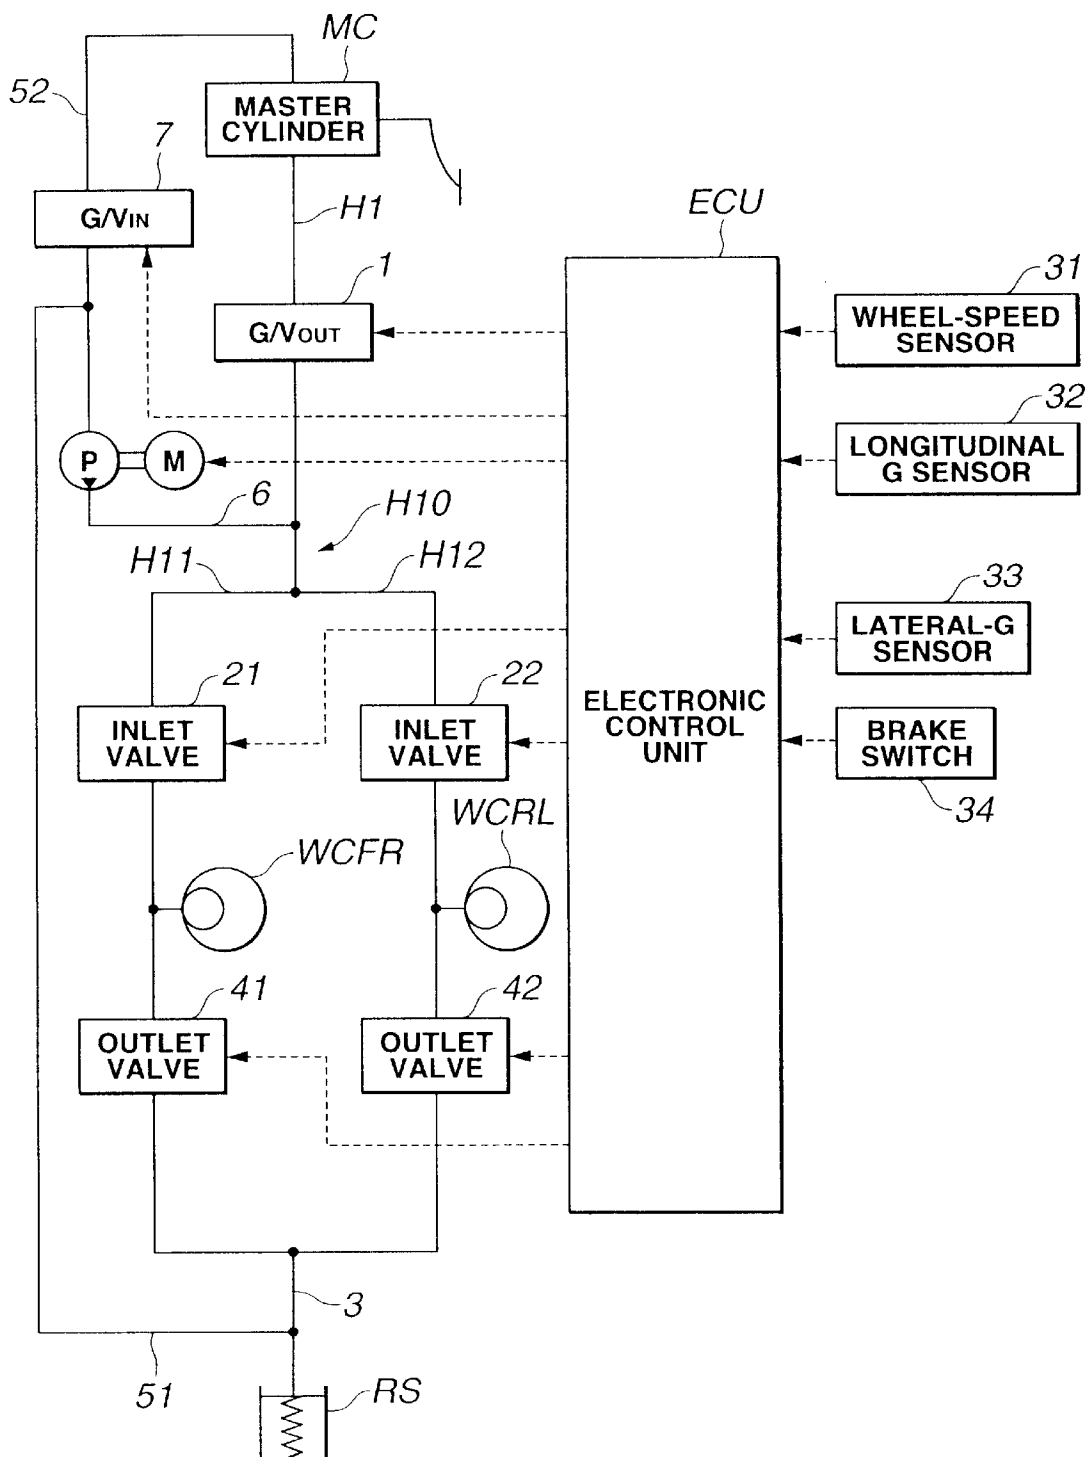 MC
52
MASTER
CYLINDER
7
G/VIN
H1
ECU
1
31
G/VOUT
WHEEL-SPEED
SENSOR
32
P
M
LONGITUDINAL
G SENSOR
6
H10
H11
H12
33
LATERAL-G
SENSOR
21
22
INLET
VALVE
INLET
VALVE
ELECTRONIC
CONTROL
UNIT
BRAKE
SWITCH
34
WCRL
WCFR
41
42
OUTLET
VALVE
OUTLET
VALVE
3
51
RS